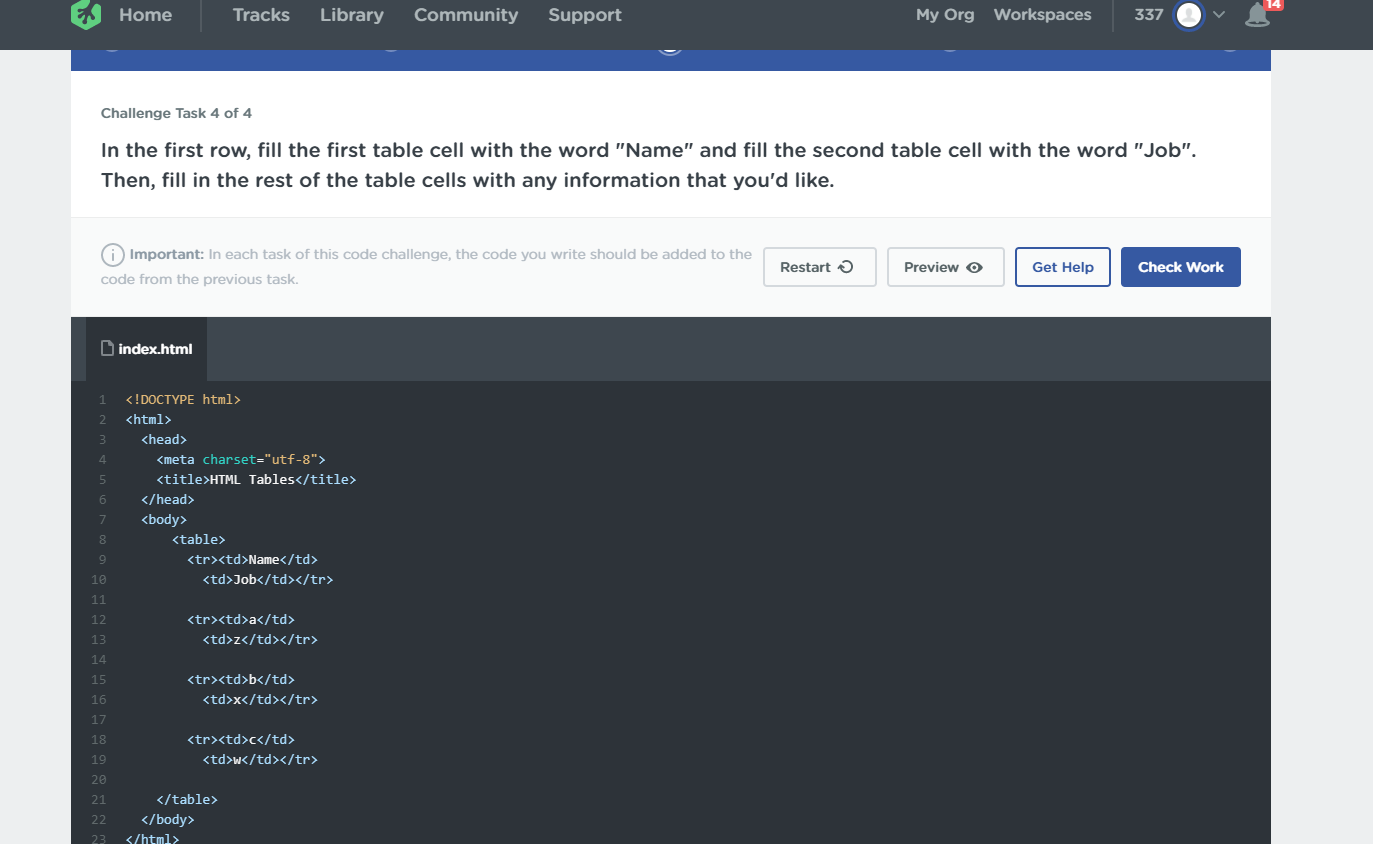 Home Tracks Library Community Support My Org Workspaces 337 14
Challenge Task 4 of 4
In the first row, fill the first table cell with the word "Name" and fill the second table cell with the word "Job".
Then, fill in the rest of the table cells with any information that you'd like.
Important: In each task of this code challenge, the code you write should be added to the
code from the previous task.
Restart Preview Get Help Check Work
index.html
1 <!DOCTYPE html>
2 <html>
3 <head>
4 <meta charset="utf-8">
5 <title>HTML Tables</title>
6 </head>
7 <body>
8 <table>
9 <tr><td>Name</td>
10 <td>Job</td></tr>
11
12 <tr><td>a</td>
13 <td>z</td></tr>
14
15 <tr><td>b</td>
16 <td>x</td></tr>
17
18 <tr><td>c</td>
19 <td>w</td></tr>
20
21 </table>
22 </body>
23 </html>